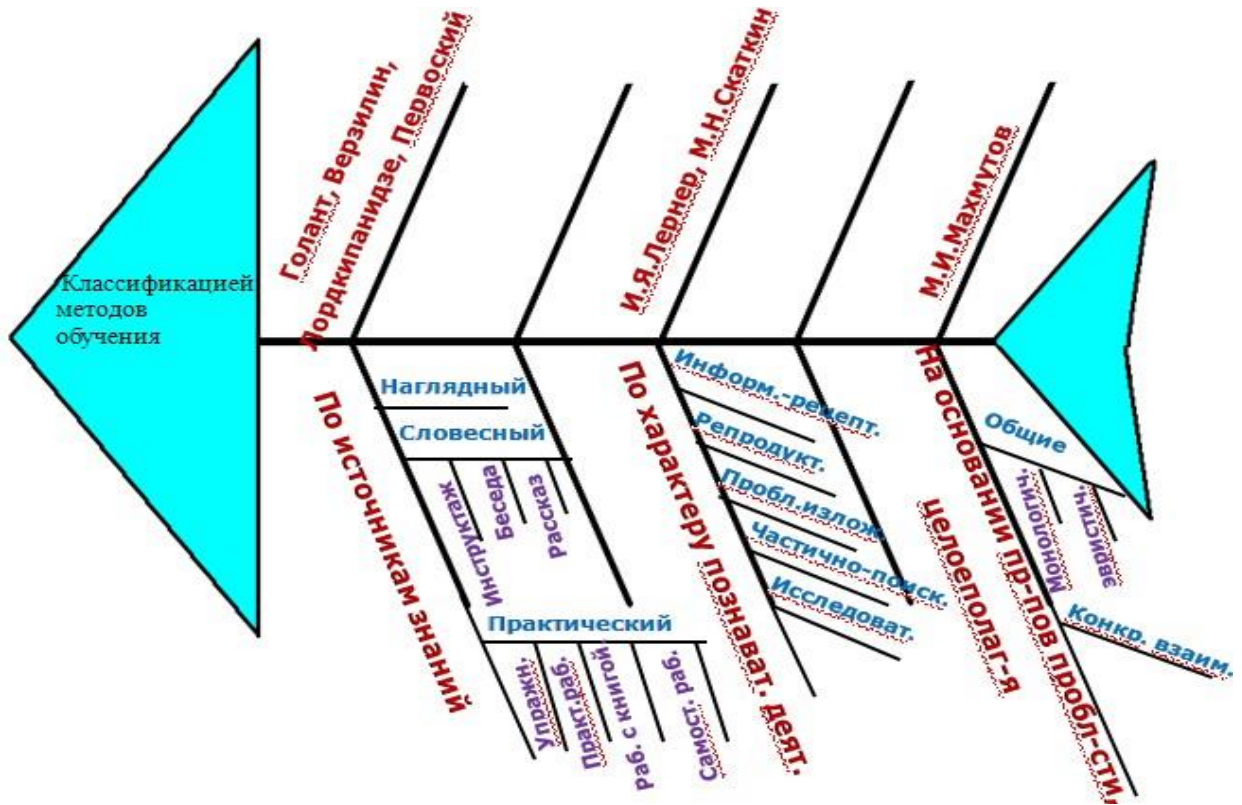 Классификацией
методов
обучения
Голант, Верзилин,
Лордкипанидзе, Первоский
И.Я.Лернер, М.Н.Скаткин
М.И.Махмутов
По источникам знаний
Наглядный
Словесный
Инструктаж
Беседа
Рассказ
Практический
Упражн.
Практ.раб.
Раб. с книгой,
Самост. раб.
По характеру познават. деят.
Информ.-рецепт.
Репродукт.
Пробл.излож.
Частично-поиск.
Исследоват.
На основании пр-пов пробл-сти,
целоеполаг-я
Общие
Монологич.
эвристич.
Конкр. взаим.